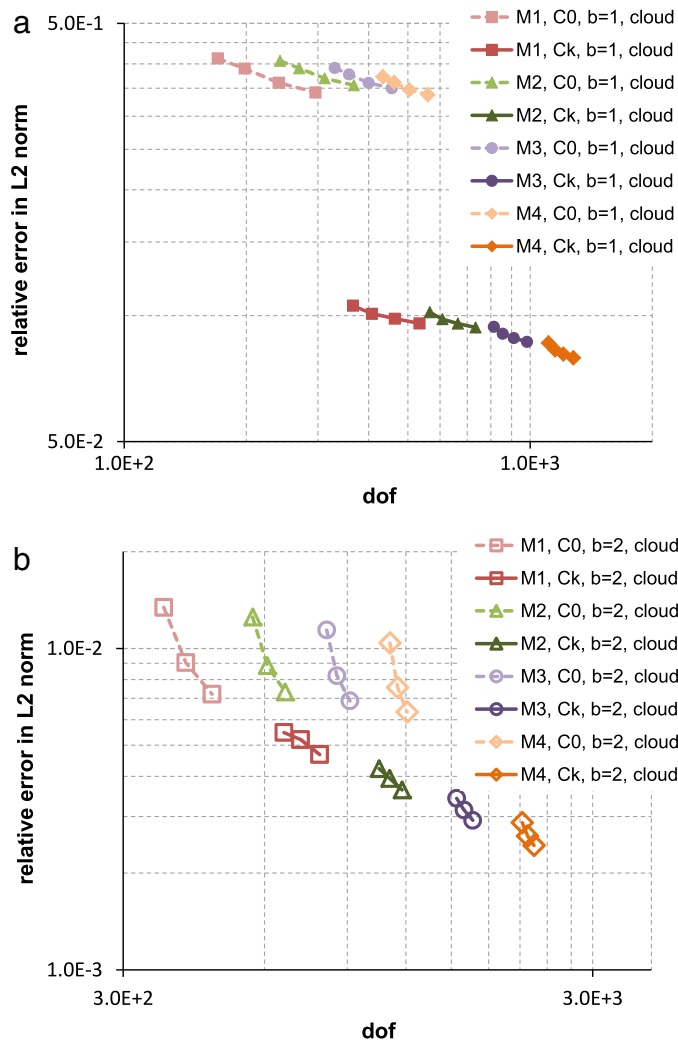 a
5.0E-1
M1, C0, b=1, cloud
M1, Ck, b=1, cloud
M2, C0, b=1, cloud
M2, Ck, b=1, cloud
M3, C0, b=1, cloud
M3, Ck, b=1, cloud
M4, C0, b=1, cloud
M4, Ck, b=1, cloud
relative error in L2 norm
5.0E-2
1.0E+2
1.0E+3
dof
b
M1, C0, b=2, cloud
M1, Ck, b=2, cloud
M2, C0, b=2, cloud
M2, Ck, b=2, cloud
M3, C0, b=2, cloud
M3, Ck, b=2, cloud
M4, C0, b=2, cloud
M4, Ck, b=2, cloud
1.0E-2
relative error in L2 norm
1.0E-3
3.0E+2
3.0E+3
dof